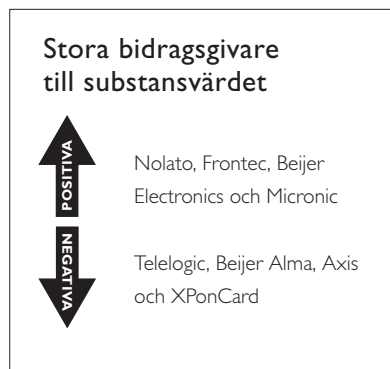 Stora bidragsgivare
till substansvärdet
POSITIVA
Nolato, Frontec, Beijer
Electronics och Micronic
NEGATIVA
Telelogic, Beijer Alma, Axis
och XPonCard